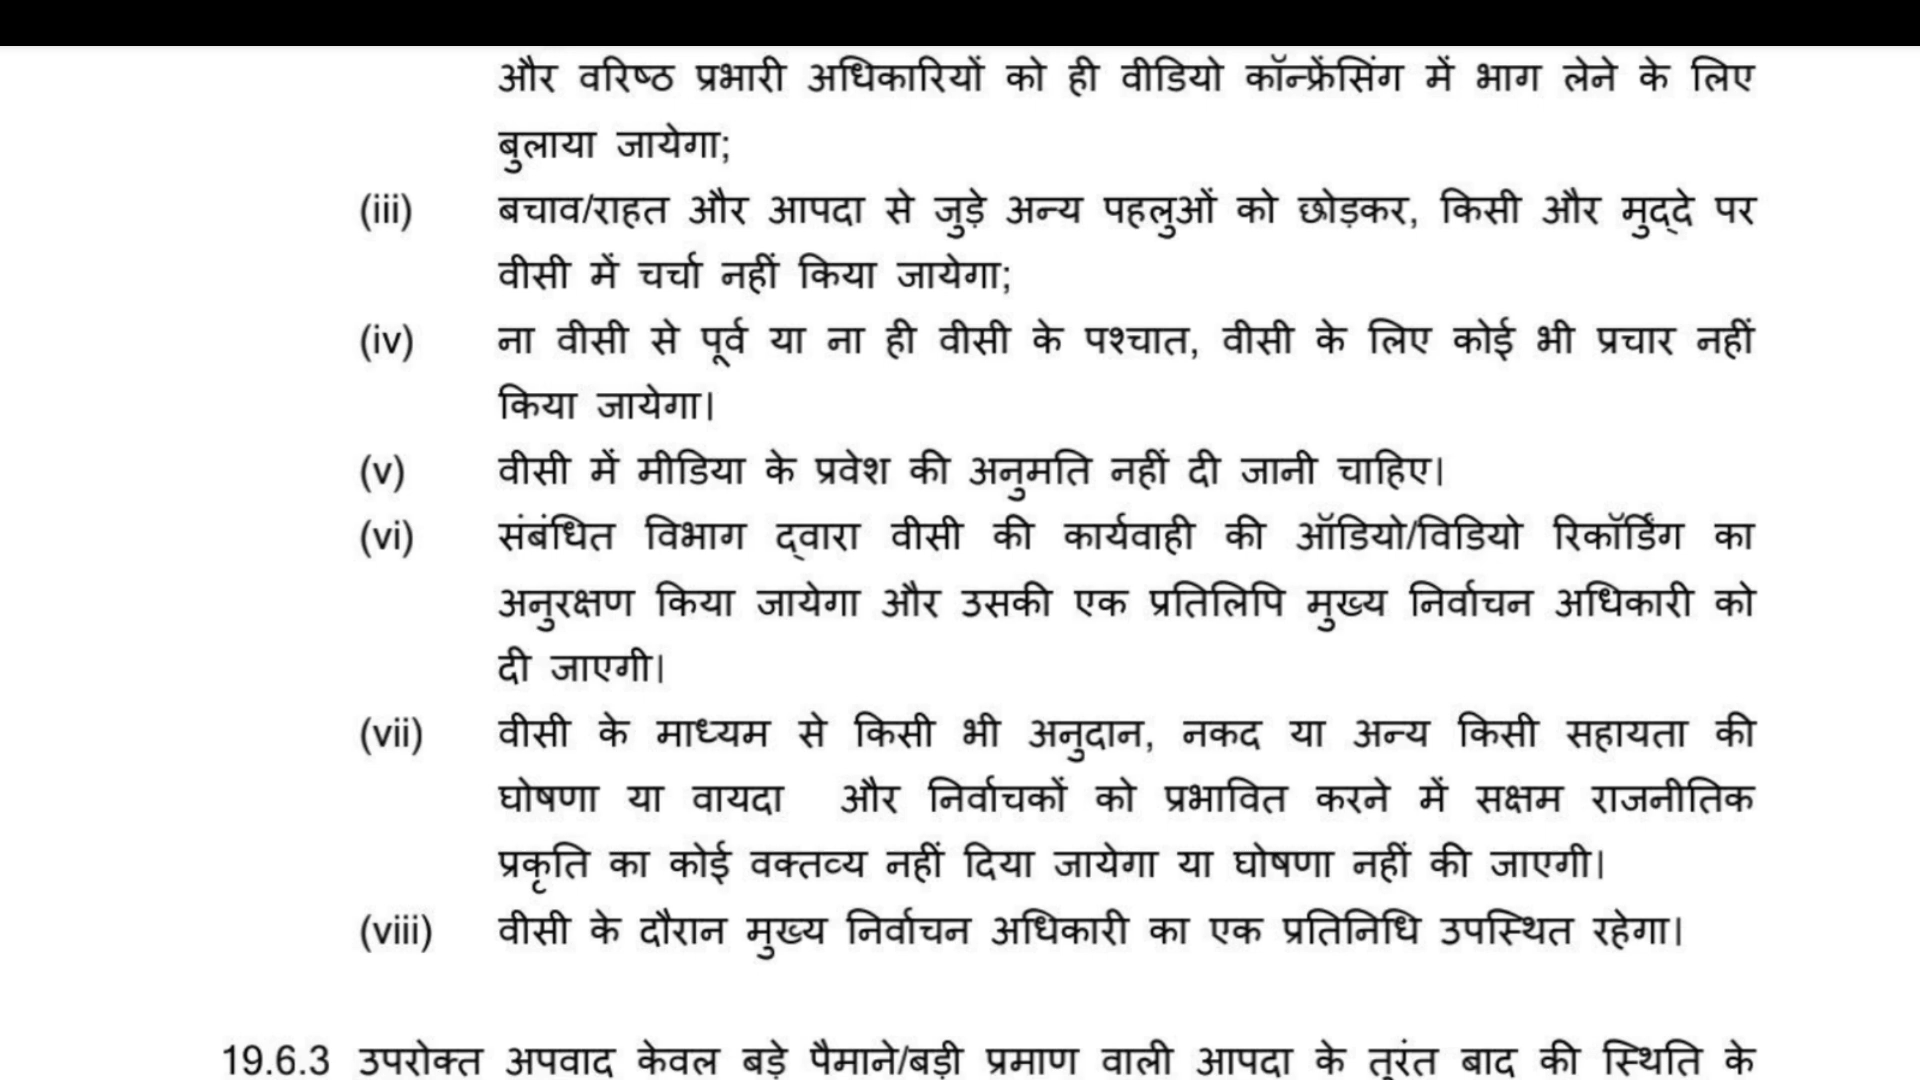 और वरिष्ठ प्रभारी अधिकारियों को ही वीडियो कॉन्फ्रेंसिंग में भाग लेने के लिए
बुलाया जायेगा;
(iii) बचाव/राहत और आपदा से जुड़े अन्य पहलुओं को छोड़कर, किसी और मुद्दे पर
वीसी में चर्चा नहीं किया जायेगा;
(iv) ना वीसी से पूर्व या ना ही वीसी के पश्चात, वीसी के लिए कोई भी प्रचार नहीं
किया जायेगा।
(v) वीसी में मीडिया के प्रवेश की अनुमति नहीं दी जानी चाहिए।
(vi) संबंधित विभाग द्वारा वीसी की कार्यवाही की ऑडियो/विडियो रिकॉर्डिंग का
अनुरक्षण किया जायेगा और उसकी एक प्रतिलिपि मुख्य निर्वाचन अधिकारी को
दी जाएगी।
(vii) वीसी के माध्यम से किसी भी अनुदान, नकद या अन्य किसी सहायता की
घोषणा या वायदा और निर्वाचकों को प्रभावित करने में सक्षम राजनीतिक
प्रकृति का कोई वक्तव्य नहीं दिया जायेगा या घोषणा नहीं की जाएगी।
(viii) वीसी के दौरान मुख्य निर्वाचन अधिकारी का एक प्रतिनिधि उपस्थित रहेगा।
19.6.3 उपरोक्त अपवाद केवल बड़े पैमाने/बड़ी प्रमाण वाली आपदा के तुरंत बाद की स्थिति के